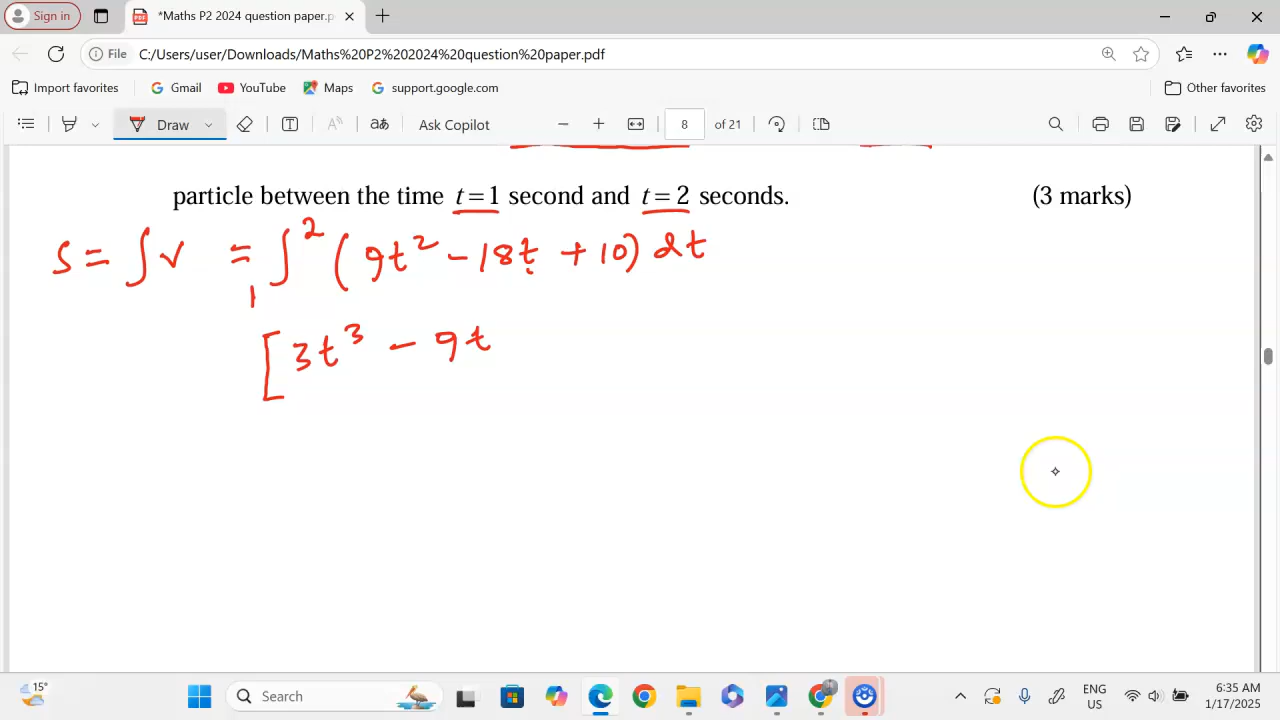 Sign in
*Maths P2 2024 question paper.p
File C:/Users/user/Downloads/Maths%20P2%202024%20question%20paper.pdf
Import favorites Gmail YouTube Maps support.google.com Other favorites
Draw aあ Ask Copilot 8 of 21
particle between the time t = 1 second and t = 2 seconds. (3 marks)
S = ∫v = ∫₁² (9t² - 18t + 10) dt
[3t³ - 9t
15°
Search
ENG
US
6:35 AM
1/17/2025